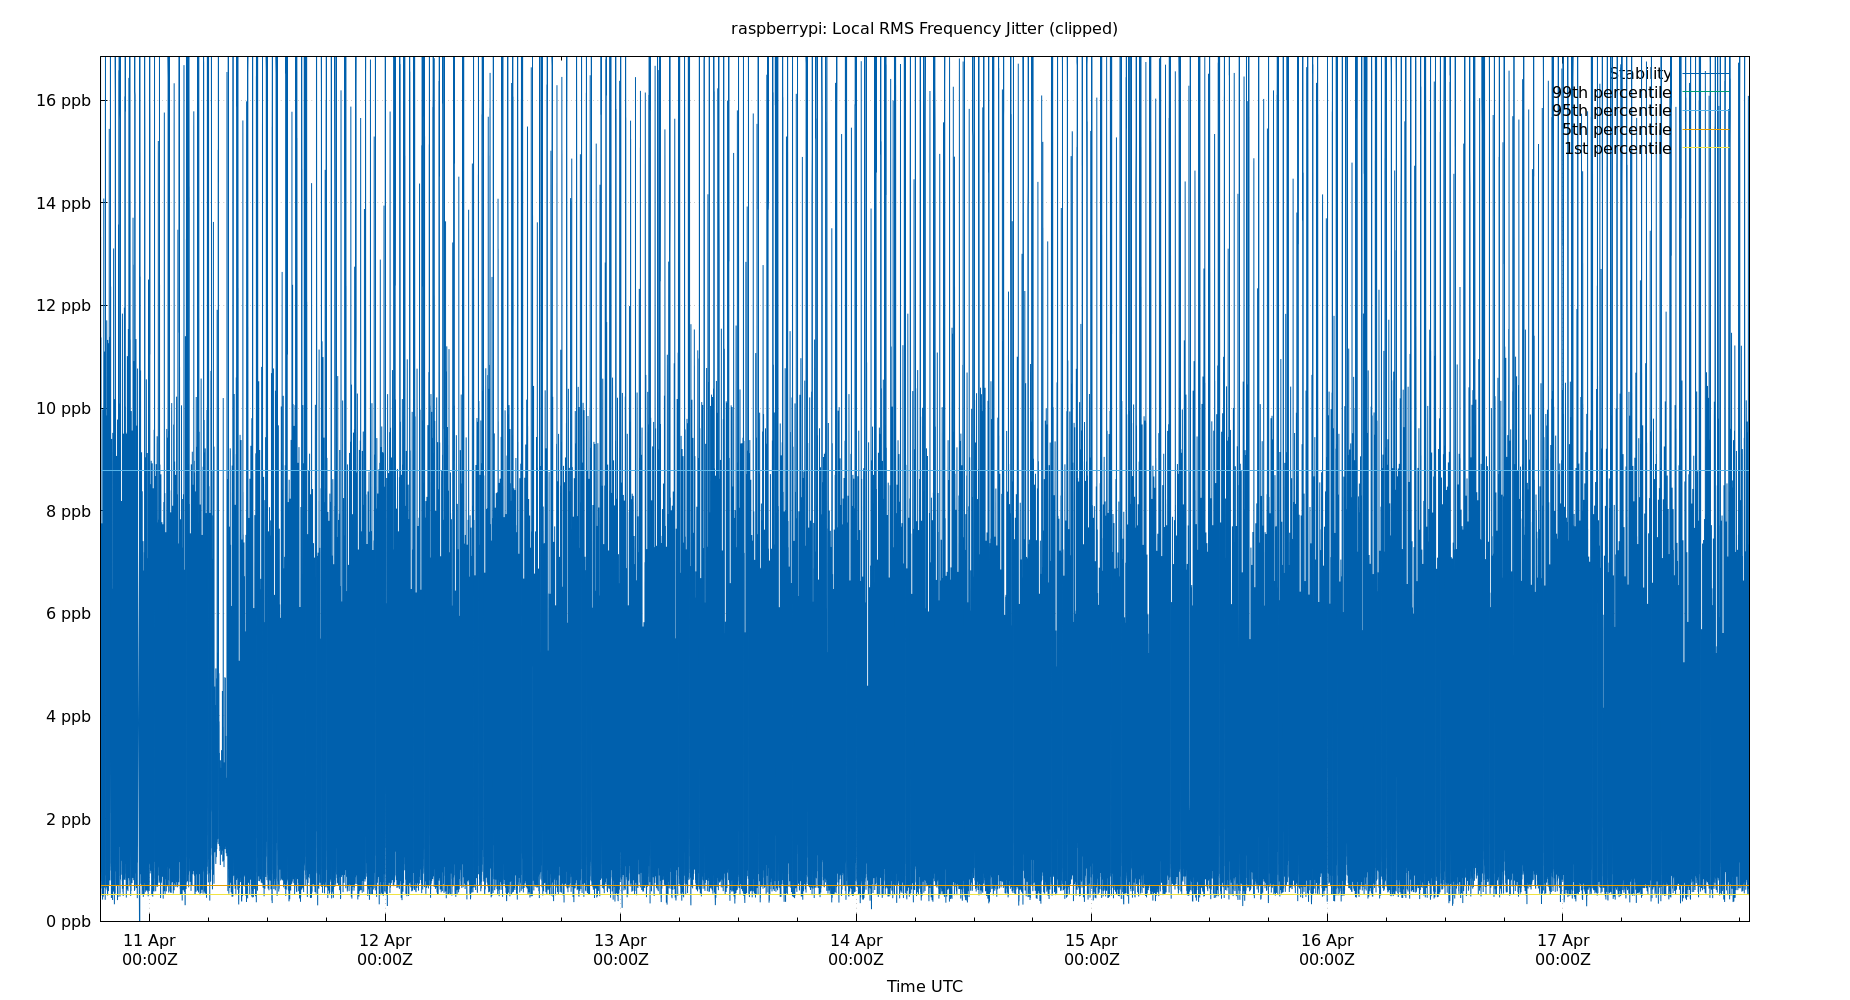 raspberrypi: Local RMS Frequency Jitter (clipped)
Stability
99th percentile
95th percentile
5th percentile
1st percentile
16 ppb
14 ppb
12 ppb
10 ppb
8 ppb
6 ppb
4 ppb
2 ppb
0 ppb
11 Apr 12 Apr 13 Apr 14 Apr 15 Apr 16 Apr 17 Apr
00:00Z 00:00Z 00:00Z 00:00Z 00:00Z 00:00Z 00:00Z
Time UTC